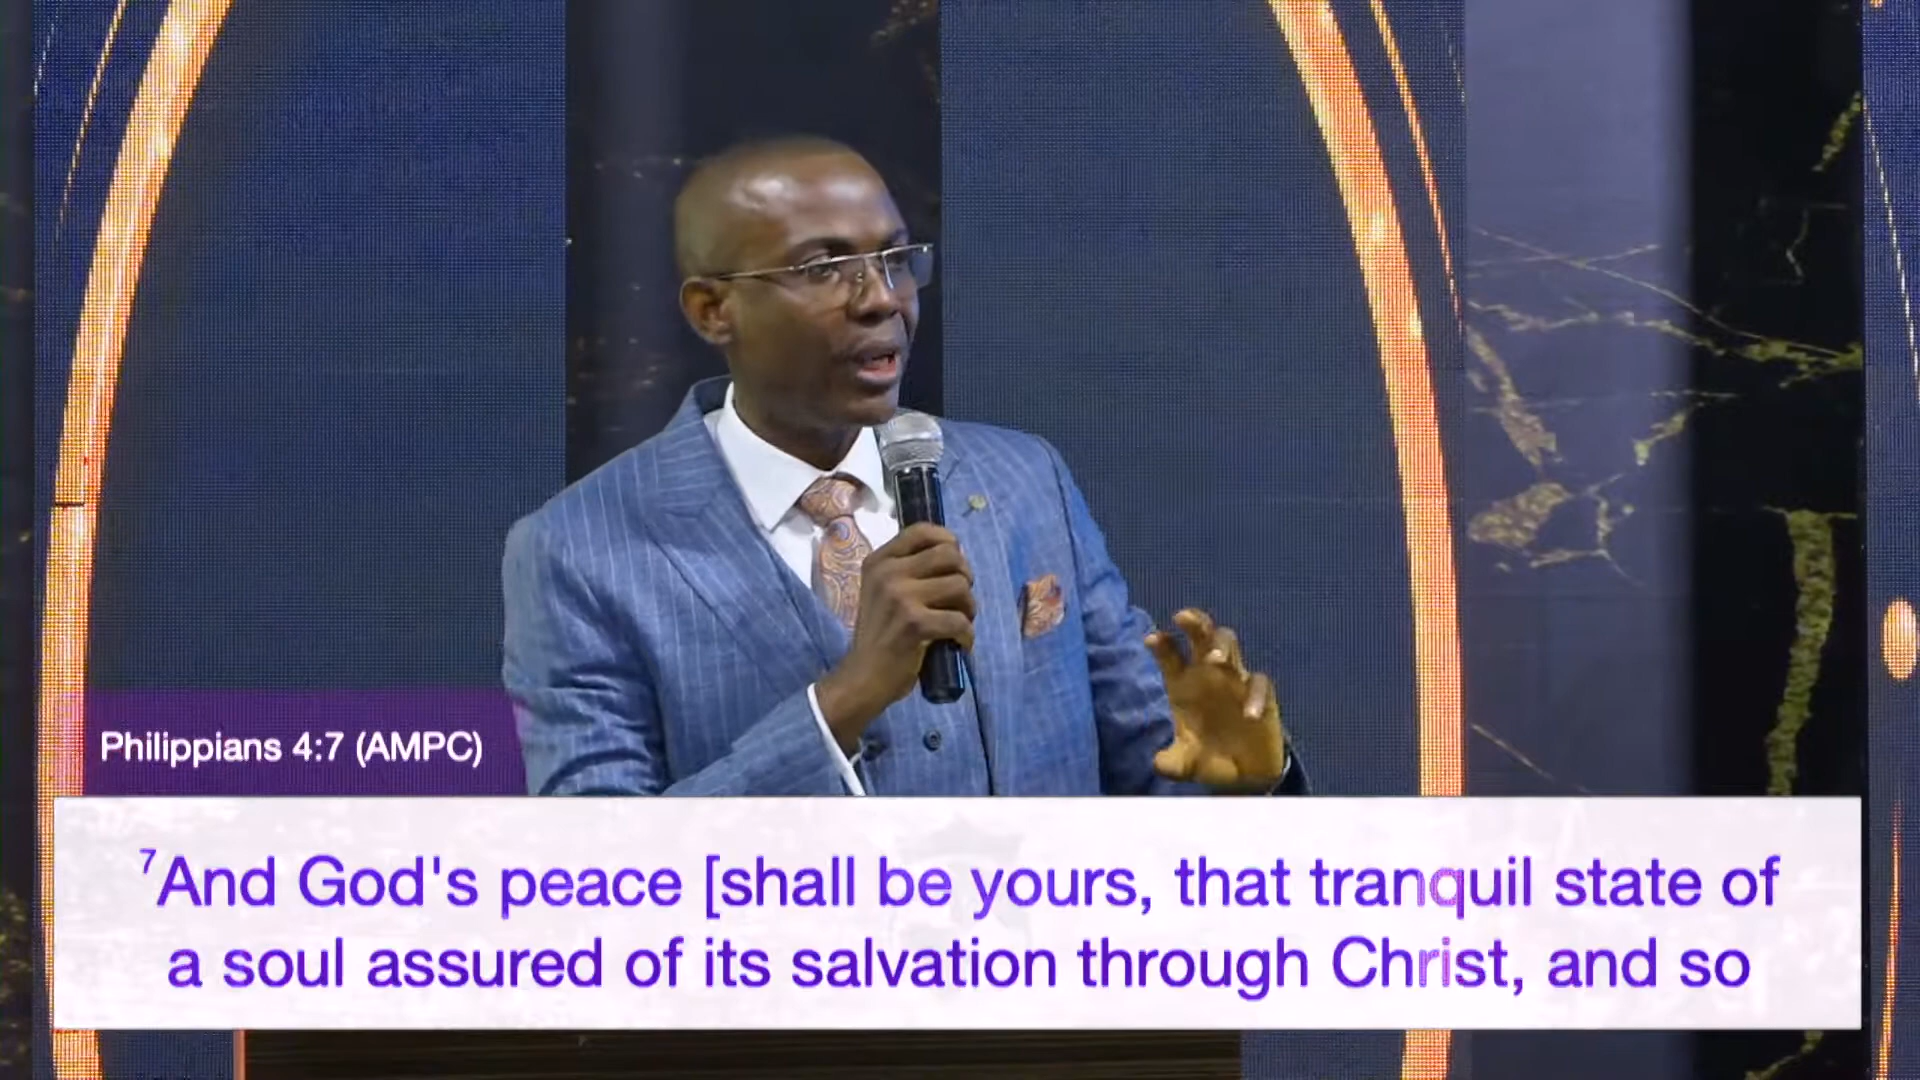 Philippians 4:7 (AMPC)
7And God's peace [shall be yours, that tranquil state of
a soul assured of its salvation through Christ, and so